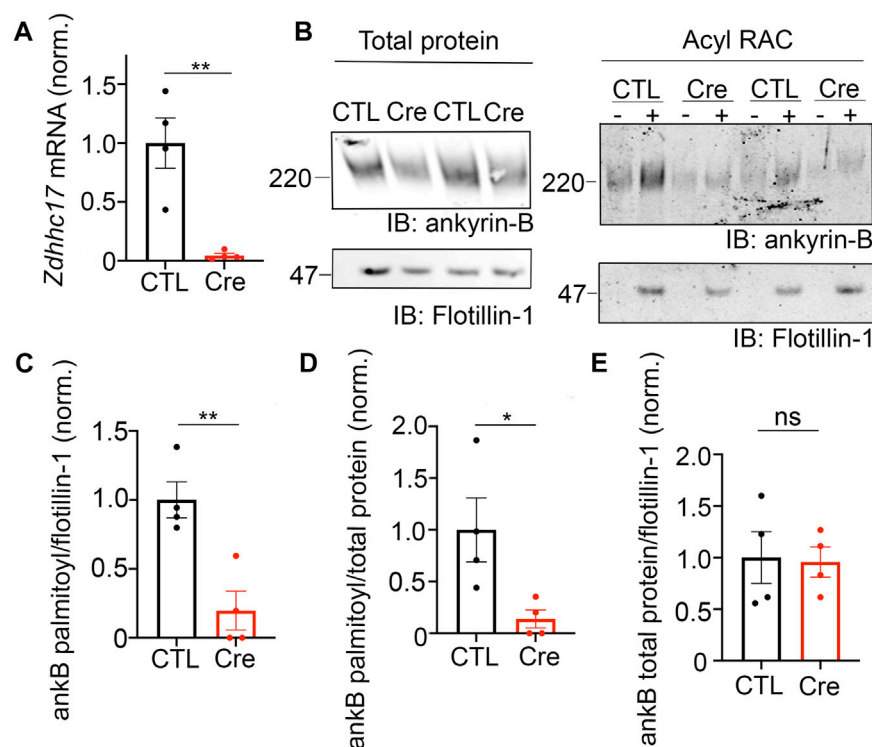 A
Zdhhc17 mRNA (norm.)
**
1.5
1.0
0.5
0
CTL Cre
B
Total protein
CTL Cre CTL Cre
220
IB: ankyrin-B
47
IB: Flotillin-1
Acyl RAC
CTL Cre CTL Cre
- + - + - + - +
220
IB: ankyrin-B
47
IB: Flotillin-1
C
ankB palmitoyl/flotillin-1 (norm.)
**
1.5
1.0
0.5
0
CTL Cre
D
ankB palmitoyl/total protein (norm.)
*
2.0
1.5
1.0
0.5
0
CTL Cre
E
ankB total protein/flotillin-1 (norm.)
ns
2.0
1.5
1.0
0.5
0
CTL Cre